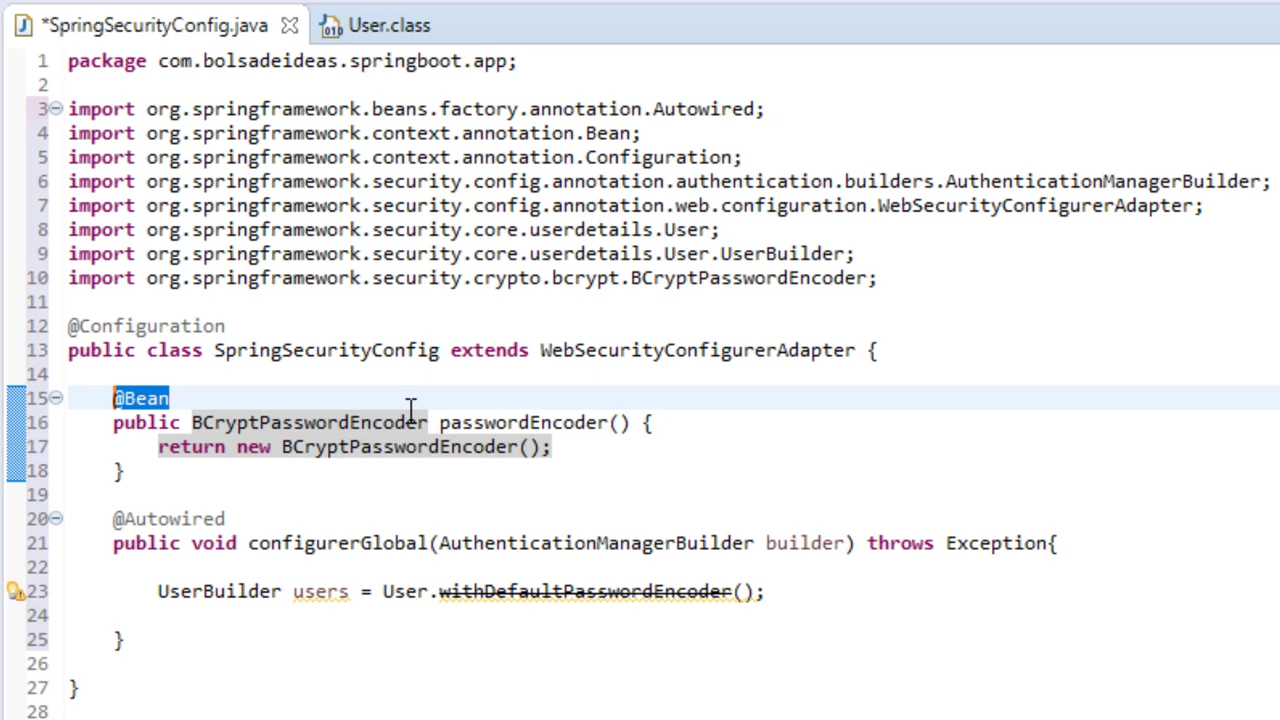 *SpringSecurityConfig.java User.class
1 package com.bolsadeideas.springboot.app;
2
3 import org.springframework.beans.factory.annotation.Autowired;
4 import org.springframework.context.annotation.Bean;
5 import org.springframework.context.annotation.Configuration;
6 import org.springframework.security.config.annotation.authentication.builders.AuthenticationManagerBuilder;
7 import org.springframework.security.config.annotation.web.configuration.WebSecurityConfigurerAdapter;
8 import org.springframework.security.core.userdetails.User;
9 import org.springframework.security.core.userdetails.User.UserBuilder;
10 import org.springframework.security.crypto.bcrypt.BCryptPasswordEncoder;
11
12 @Configuration
13 public class SpringSecurityConfig extends WebSecurityConfigurerAdapter {
14
15 @Bean
16 public BCryptPasswordEncoder passwordEncoder() {
17 return new BCryptPasswordEncoder();
18 }
19
20 @Autowired
21 public void configurerGlobal(AuthenticationManagerBuilder builder) throws Exception{
22
23 UserBuilder users = User.withDefaultPasswordEncoder();
24
25 }
26
27 }
28